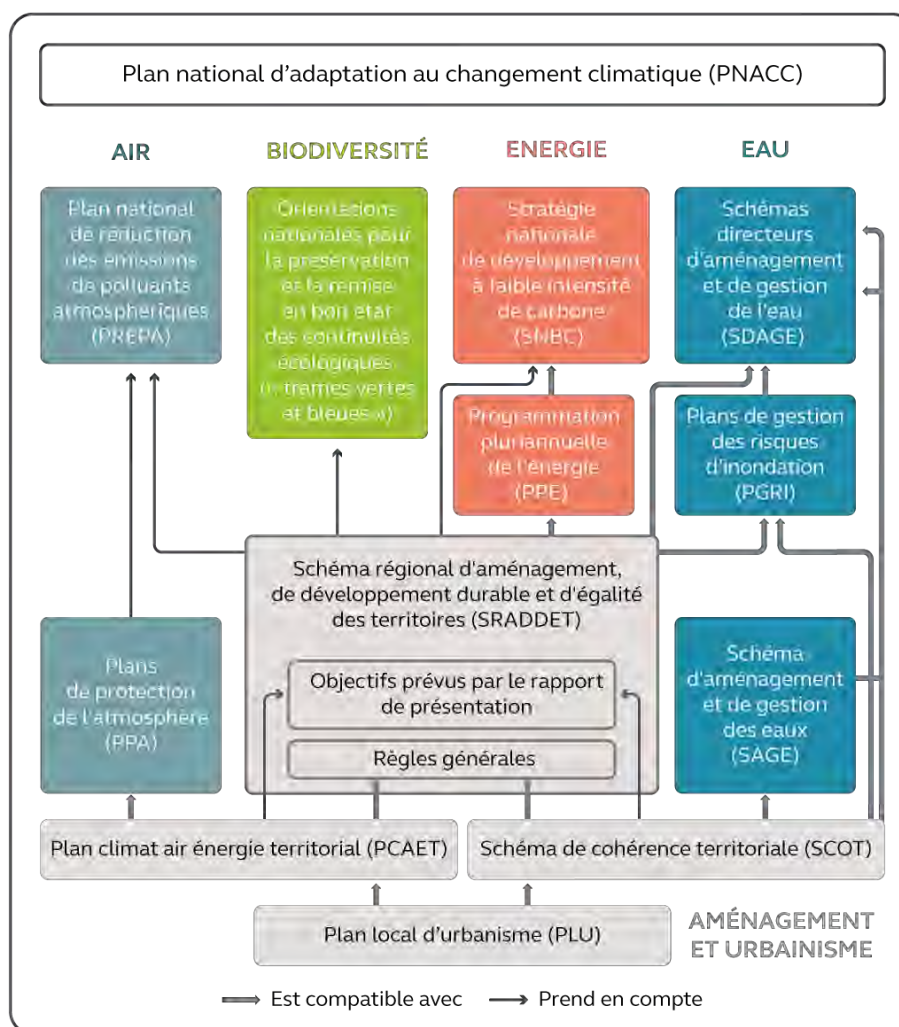 Plan national d'adaptation au changement climatique (PNACC)
AIR
BIODIVERSITÉ
ENERGIE
EAU
Plan national
de réduction
des émissions
de polluants
atmosphériques
(PREPA)
Orientations
nationales pour
la préservation
et la remise
en bon état
des continuités
écologiques
(« trames vertes
et bleues »)
Stratégie
nationale
de développement
à faible intensité
de carbone
(SNBC)
Schémas
directeurs
d'aménagement
et de gestion
de l'eau
(SDAGE)
Programmation
pluriannuelle
de l'énergie
(PPE)
Plans de gestion
des risques
d'inondation
(PGRI)
Schéma régional d'aménagement,
de développement durable et d'égalité
des territoires (SRADDET)
Plans
de protection
de l'atmosphère
(PPA)
Objectifs prévus par le rapport
de présentation
Règles générales
Schéma
d'aménagement
et de gestion
des eaux
(SAGE)
Plan climat air énergie territorial (PCAET)
Schéma de cohérence territoriale (SCOT)
Plan local d'urbanisme (PLU)
AMÉNAGEMENT
ET URBAINISME
Est compatible avec
Prend en compte